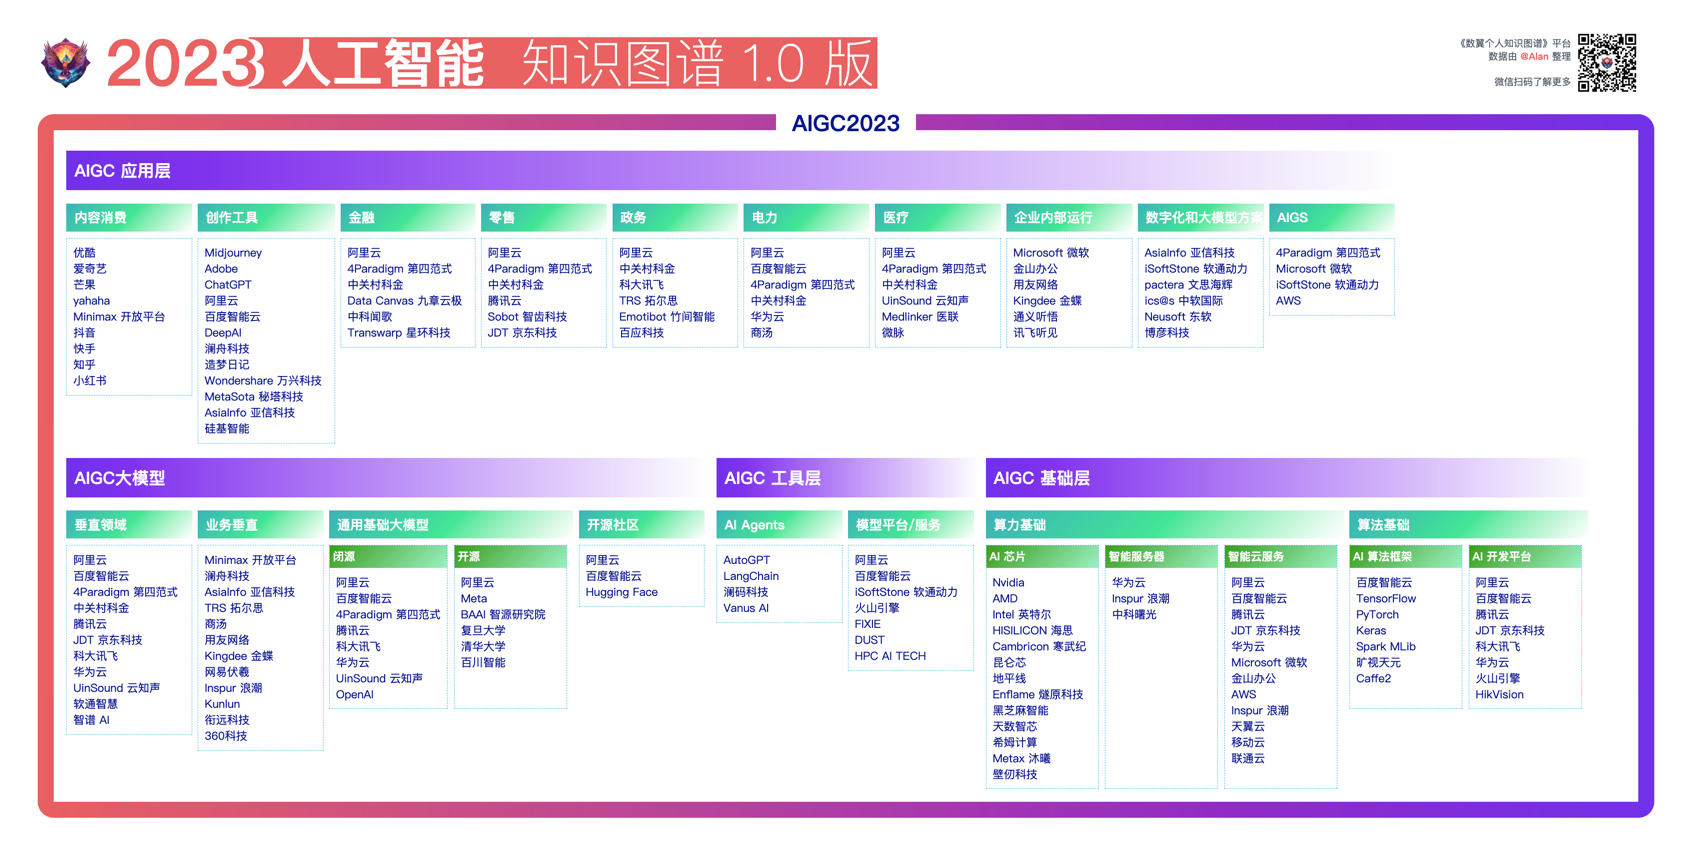 2023 人工智能 知识图谱 1.0 版
《数翼个人知识图谱》平台
数据由 @Alan 整理
微信扫码了解更多
AIGC2023
AIGC 应用层
内容消费
优酷
爱奇艺
芒果
yahaha
Minimax 开放平台
抖音
快手
知乎
小红书
创作工具
Midjourney
Adobe
ChatGPT
阿里云
百度智能云
DeepAI
澜舟科技
造梦日记
Wondershare 万兴科技
MetaSota 秘塔科技
AsiaInfo 亚信科技
硅基智能
金融
阿里云
4Paradigm 第四范式
中关村科金
Data Canvas 九章云极
中科闻歌
Transwarp 星环科技
零售
阿里云
4Paradigm 第四范式
中关村科金
腾讯云
Sobot 智齿科技
JDT 京东科技
政务
阿里云
中关村科金
科大讯飞
TRS 拓尔思
Emotibot 竹间智能
百应科技
电力
阿里云
百度智能云
4Paradigm 第四范式
中关村科金
华为云
商汤
医疗
阿里云
4Paradigm 第四范式
中关村科金
UinSound 云知声
Medlinker 医联
微脉
企业内部运行
Microsoft 微软
金山办公
用友网络
Kingdee 金蝶
通义听悟
讯飞听见
数字化和大模型方案
AsiaInfo 亚信科技
iSoftStone 软通动力
pactera 文思海辉
ics@s 中软国际
Neusoft 东软
博彦科技
AIGS
4Paradigm 第四范式
Microsoft 微软
iSoftStone 软通动力
AWS
AIGC大模型
垂直领域
阿里云
百度智能云
4Paradigm 第四范式
中关村科金
腾讯云
JDT 京东科技
科大讯飞
华为云
UinSound 云知声
软通智慧
智谱 AI
业务垂直
Minimax 开放平台
澜舟科技
AsiaInfo 亚信科技
TRS 拓尔思
商汤
用友网络
Kingdee 金蝶
网易伏羲
Inspur 浪潮
Kunlun
衔远科技
360科技
通用基础大模型
闭源
阿里云
百度智能云
4Paradigm 第四范式
腾讯云
科大讯飞
华为云
UinSound 云知声
OpenAI
开源
阿里云
Meta
BAAI 智源研究院
复旦大学
清华大学
百川智能
开源社区
阿里云
百度智能云
Hugging Face
AIGC 工具层
AI Agents
AutoGPT
LangChain
澜码科技
Vanus AI
模型平台/服务
阿里云
百度智能云
iSoftStone 软通动力
火山引擎
FIXIE
DUST
HPC AI TECH
AIGC 基础层
算力基础
AI 芯片
Nvidia
AMD
Intel 英特尔
HISILICON 海思
Cambricon 寒武纪
昆仑芯
地平线
Enflame 燧原科技
黑芝麻智能
天数智芯
希姆计算
Metax 沐曦
壁仞科技
智能服务器
华为云
Inspur 浪潮
中科曙光
智能云服务
阿里云
百度智能云
腾讯云
JDT 京东科技
华为云
Microsoft 微软
金山办公
AWS
Inspur 浪潮
天翼云
移动云
联通云
算法基础
AI 算法框架
百度智能云
TensorFlow
PyTorch
Keras
Spark MLib
旷视天元
Caffe2
AI 开发平台
阿里云
百度智能云
腾讯云
JDT 京东科技
科大讯飞
华为云
火山引擎
HikVision